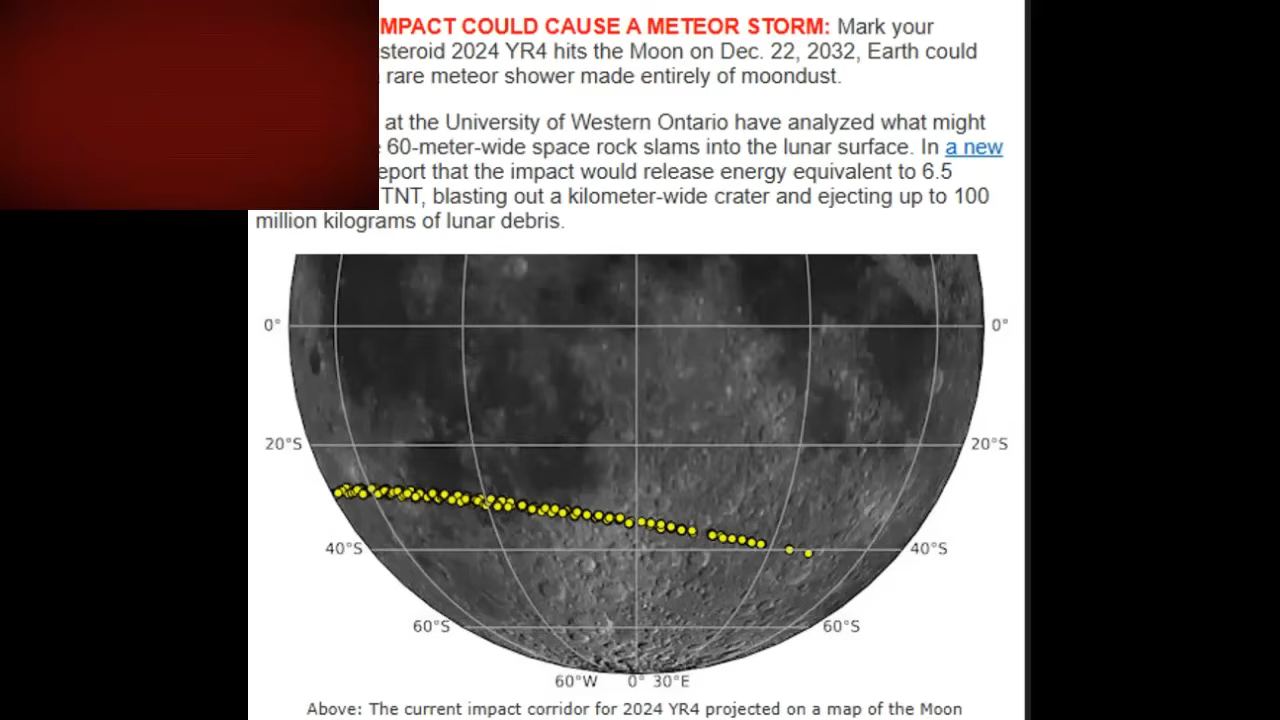 MPACT COULD CAUSE A METEOR STORM: Mark your
steroid 2024 YR4 hits the Moon on Dec. 22, 2032, Earth could
rare meteor shower made entirely of moondust.
at the University of Western Ontario have analyzed what might
60-meter-wide space rock slams into the lunar surface. In a new
eport that the impact would release energy equivalent to 6.5
TNT, blasting out a kilometer-wide crater and ejecting up to 100
million kilograms of lunar debris.
0° 0°
20°S 20°S
40°S 40°S
60°S 60°S
60°W 0° 30°E
Above: The current impact corridor for 2024 YR4 projected on a map of the Moon